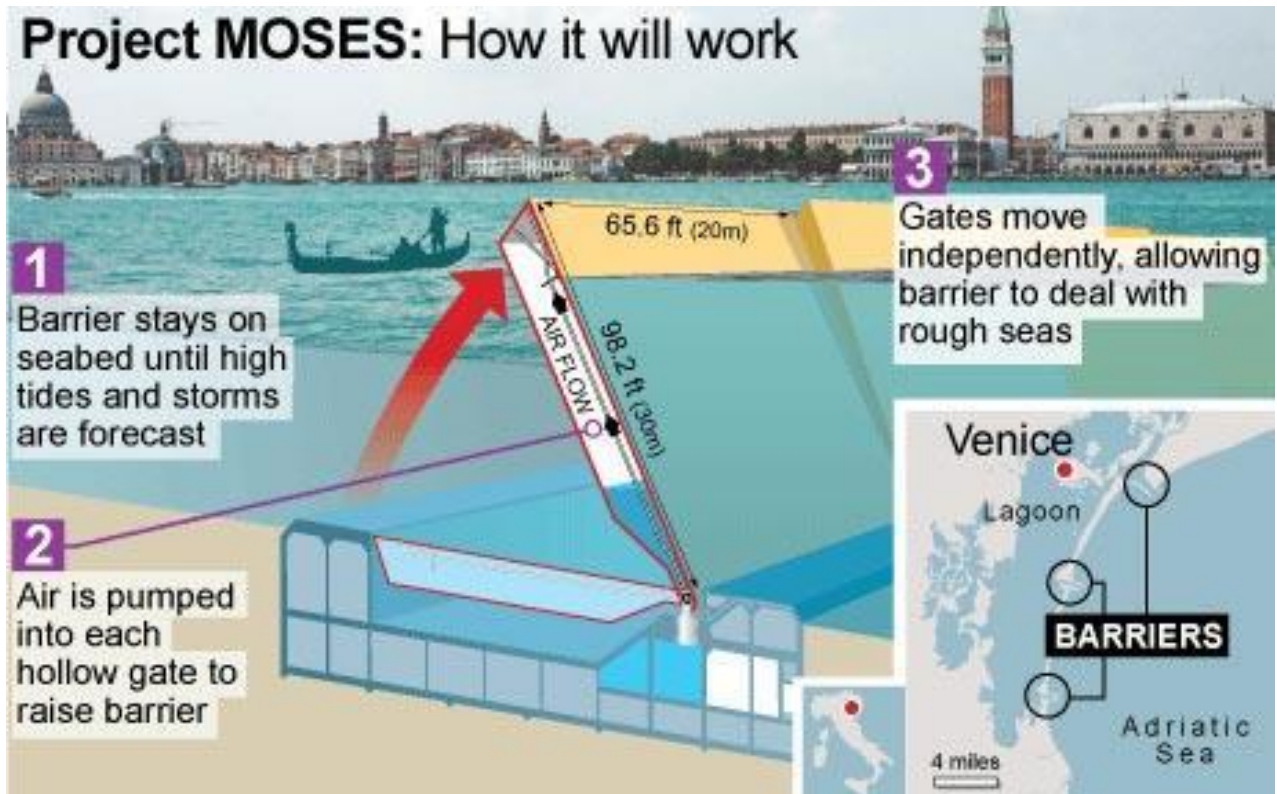 Project MOSES: How it will work
1
Barrier stays on
seabed until high
tides and storms
are forecast
2
Air is pumped
into each
hollow gate to
raise barrier
65.6 ft (20m)
98.2 ft (30m)
AIR FLOW
3
Gates move
independently, allowing
barrier to deal with
rough seas
Venice
Lagoon
BARRIERS
Adriatic
Sea
4 miles